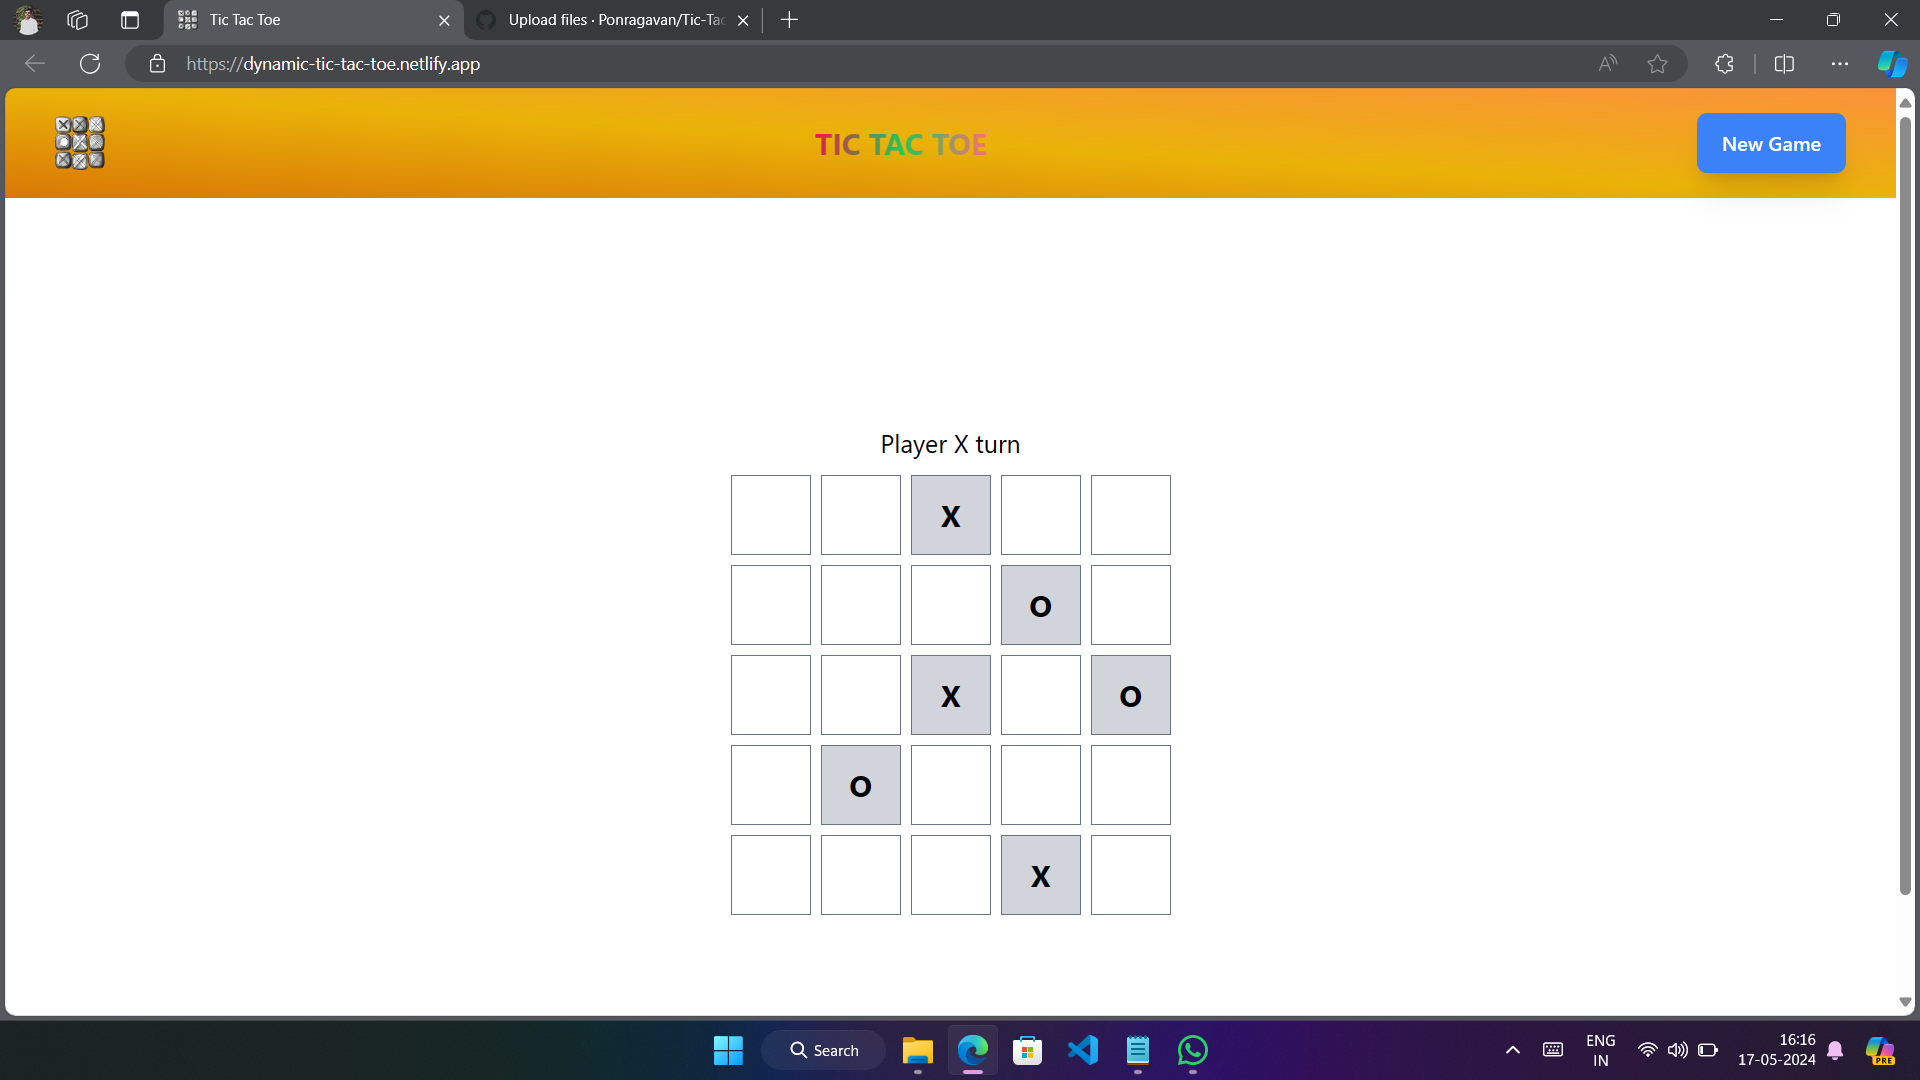 Tic Tac Toe
Upload files · Ponragavan/Tic-Tac
https://dynamic-tic-tac-toe.netlify.app
TIC TAC TOE
New Game
Player X turn
X
O
X O
O
X
Search
ENG
IN
16:16
17-05-2024
PRE